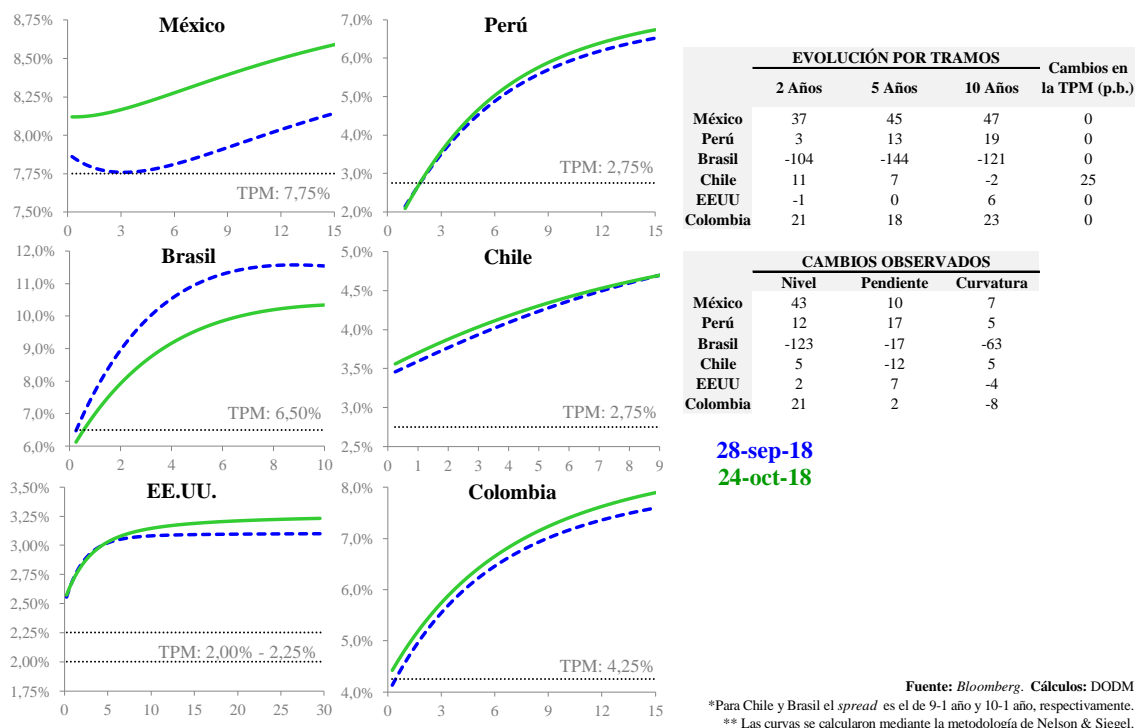 México
8,75%
8,50%
8,25%
8,00%
7,75%
7,50%
TPM: 7,75%
0 3 6 9 12 15
Perú
7,0%
6,0%
5,0%
4,0%
3,0%
2,0%
TPM: 2,75%
0 3 6 9 12 15
Brasil
12,0%
11,0%
10,0%
9,0%
8,0%
7,0%
6,0%
TPM: 6,50%
0 2 4 6 8 10
Chile
5,0%
4,5%
4,0%
3,5%
3,0%
2,5%
TPM: 2,75%
0 1 2 3 4 5 6 7 8 9
EE.UU.
3,50%
3,25%
3,00%
2,75%
2,50%
2,25%
2,00%
1,75%
TPM: 2,00% - 2,25%
0 5 10 15 20 25 30
Colombia
8,0%
7,0%
6,0%
5,0%
4,0%
TPM: 4,25%
0 3 6 9 12 15
EVOLUCIÓN POR TRAMOS Cambios en
2 Años 5 Años 10 Años la TPM (p.b.)
México 37 45 47 0
Perú 3 13 19 0
Brasil -104 -144 -121 0
Chile 11 7 -2 25
EEUU -1 0 6 0
Colombia 21 18 23 0
CAMBIOS OBSERVADOS
Nivel Pendiente Curvatura
México 43 10 7
Perú 12 17 5
Brasil -123 -17 -63
Chile 5 -12 5
EEUU 2 7 -4
Colombia 21 2 -8
28-sep-18
24-oct-18
Fuente: Bloomberg. Cálculos: DODM
*Para Chile y Brasil el spread es el de 9-1 año y 10-1 año, respectivamente.
** Las curvas se calcularon mediante la metodología de Nelson & Siegel.